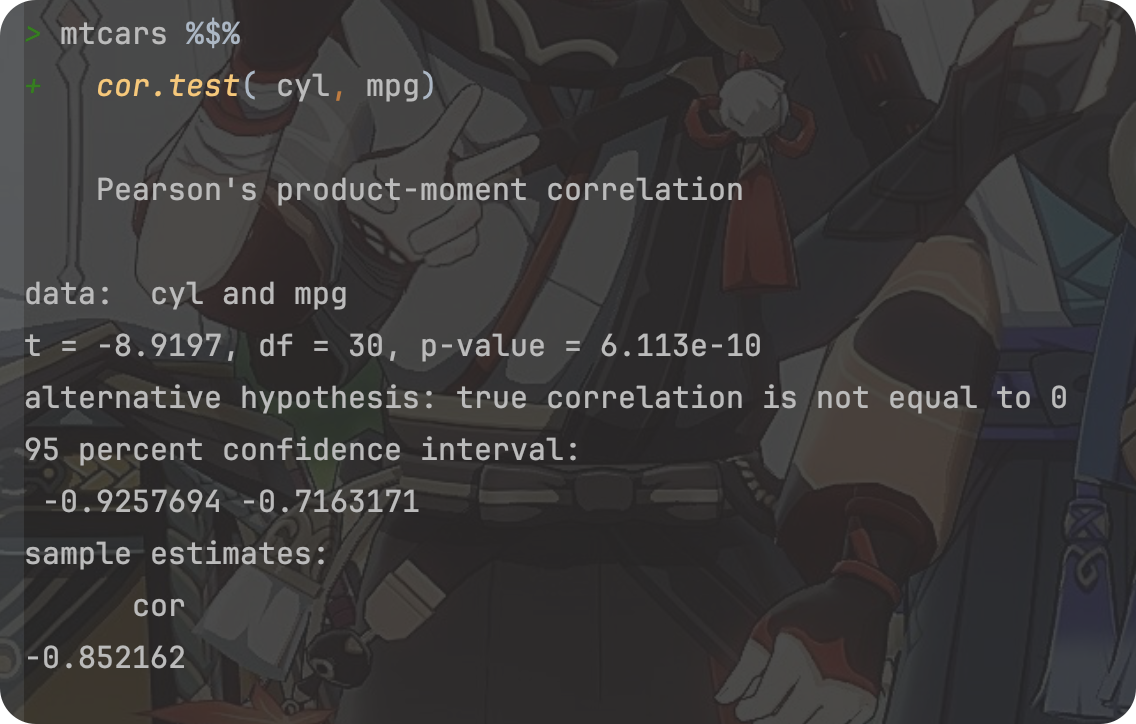 > mtcars %$%
+   cor.test( cyl, mpg)
    Pearson's product-moment correlation
data:  cyl and mpg
t = -8.9197, df = 30, p-value = 6.113e-10
alternative hypothesis: true correlation is not equal to 0
95 percent confidence interval:
 -0.9257694 -0.7163171
sample estimates:
      cor
-0.852162